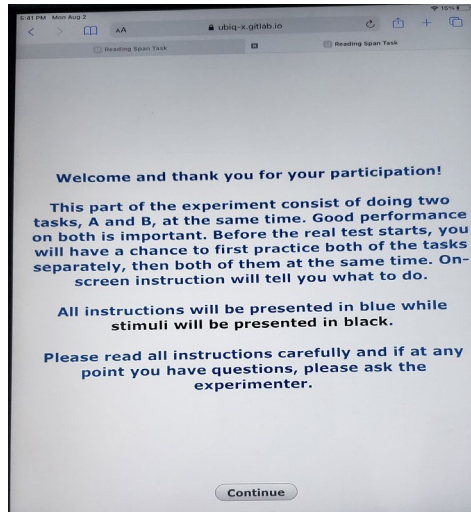 5:41 PM Mon Aug 2
15%
AA
ubiq-x.gitlab.io
Reading Span Task
Reading Span Task
Welcome and thank you for your participation!
This part of the experiment consist of doing two
tasks, A and B, at the same time. Good performance
on both is important. Before the real test starts, you
will have a chance to first practice both of the tasks
separately, then both of them at the same time. On-
screen instruction will tell you what to do.
All instructions will be presented in blue while
stimuli will be presented in black.
Please read all instructions carefully and if at any
point you have questions, please ask the
experimenter.
Continue